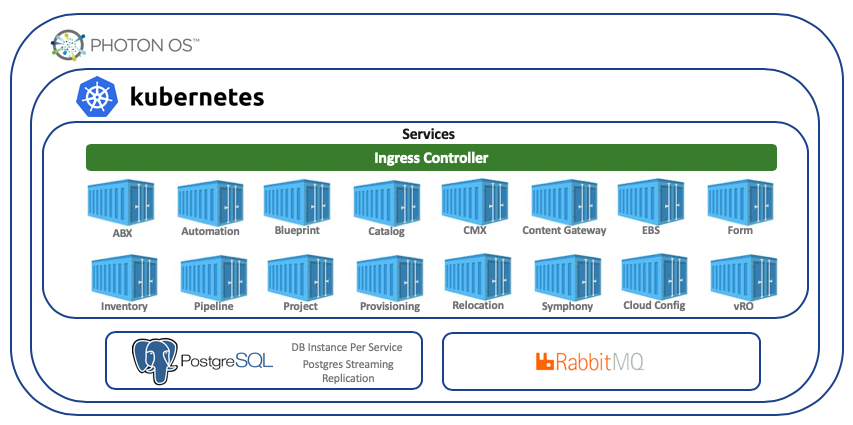 PHOTON OS™
kubernetes
Services
Ingress Controller
ABX Automation Blueprint Catalog CMX Content Gateway EBS Form
Inventory Pipeline Project Provisioning Relocation Symphony Cloud Config vRO
PostgreSQL
DB Instance Per Service
Postgres Streaming
Replication
RabbitMQ